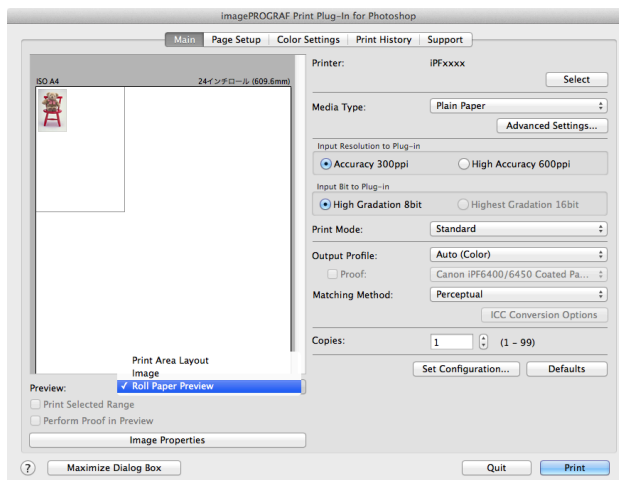 imagePROGRAF Print Plug-In for Photoshop
Main Page Setup Color Settings Print History Support
ISO A4 24インチロール (609.6mm)
Print Area Layout
Image
✓ Roll Paper Preview
Preview:
Print Selected Range
Perform Proof in Preview
Image Properties
Printer: iPFxxxx
Select
Media Type: Plain Paper
Advanced Settings...
Input Resolution to Plug-in
Accuracy 300ppi High Accuracy 600ppi
Input Bit to Plug-in
High Gradation 8bit Highest Gradation 16bit
Print Mode: Standard
Output Profile: Auto (Color)
Proof: Canon iPF6400/6450 Coated Pa...
Matching Method: Perceptual
ICC Conversion Options
Copies: 1 (1 - 99)
Set Configuration... Defaults
? Maximize Dialog Box Quit Print